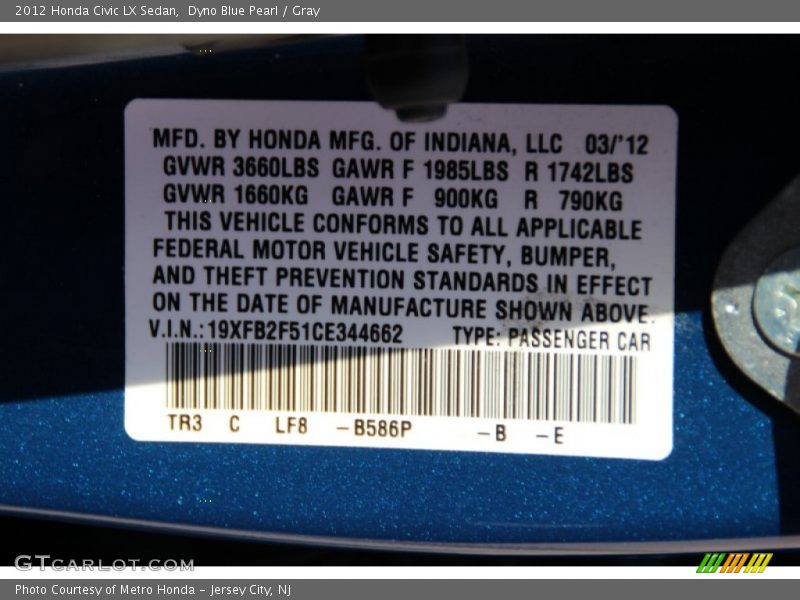 2012 Honda Civic LX Sedan,  Dyno Blue Pearl / Gray
MFD. BY HONDA MFG. OF INDIANA, LLC 03/'12
GVWR 3660LBS GAWR F 1985LBS R 1742LBS
GVWR 1660KG GAWR F 900KG R 790KG
THIS VEHICLE CONFORMS TO ALL APPLICABLE
FEDERAL MOTOR VEHICLE SAFETY, BUMPER,
AND THEFT PREVENTION STANDARDS IN EFFECT
ON THE DATE OF MANUFACTURE SHOWN ABOVE.
V.I.N.: 19XFB2F51CE344662 TYPE: PASSENGER CAR
TR3 C LF8 -B586P -B -E
GTCARLOT.COM
Photo Courtesy of Metro Honda - Jersey City, NJ